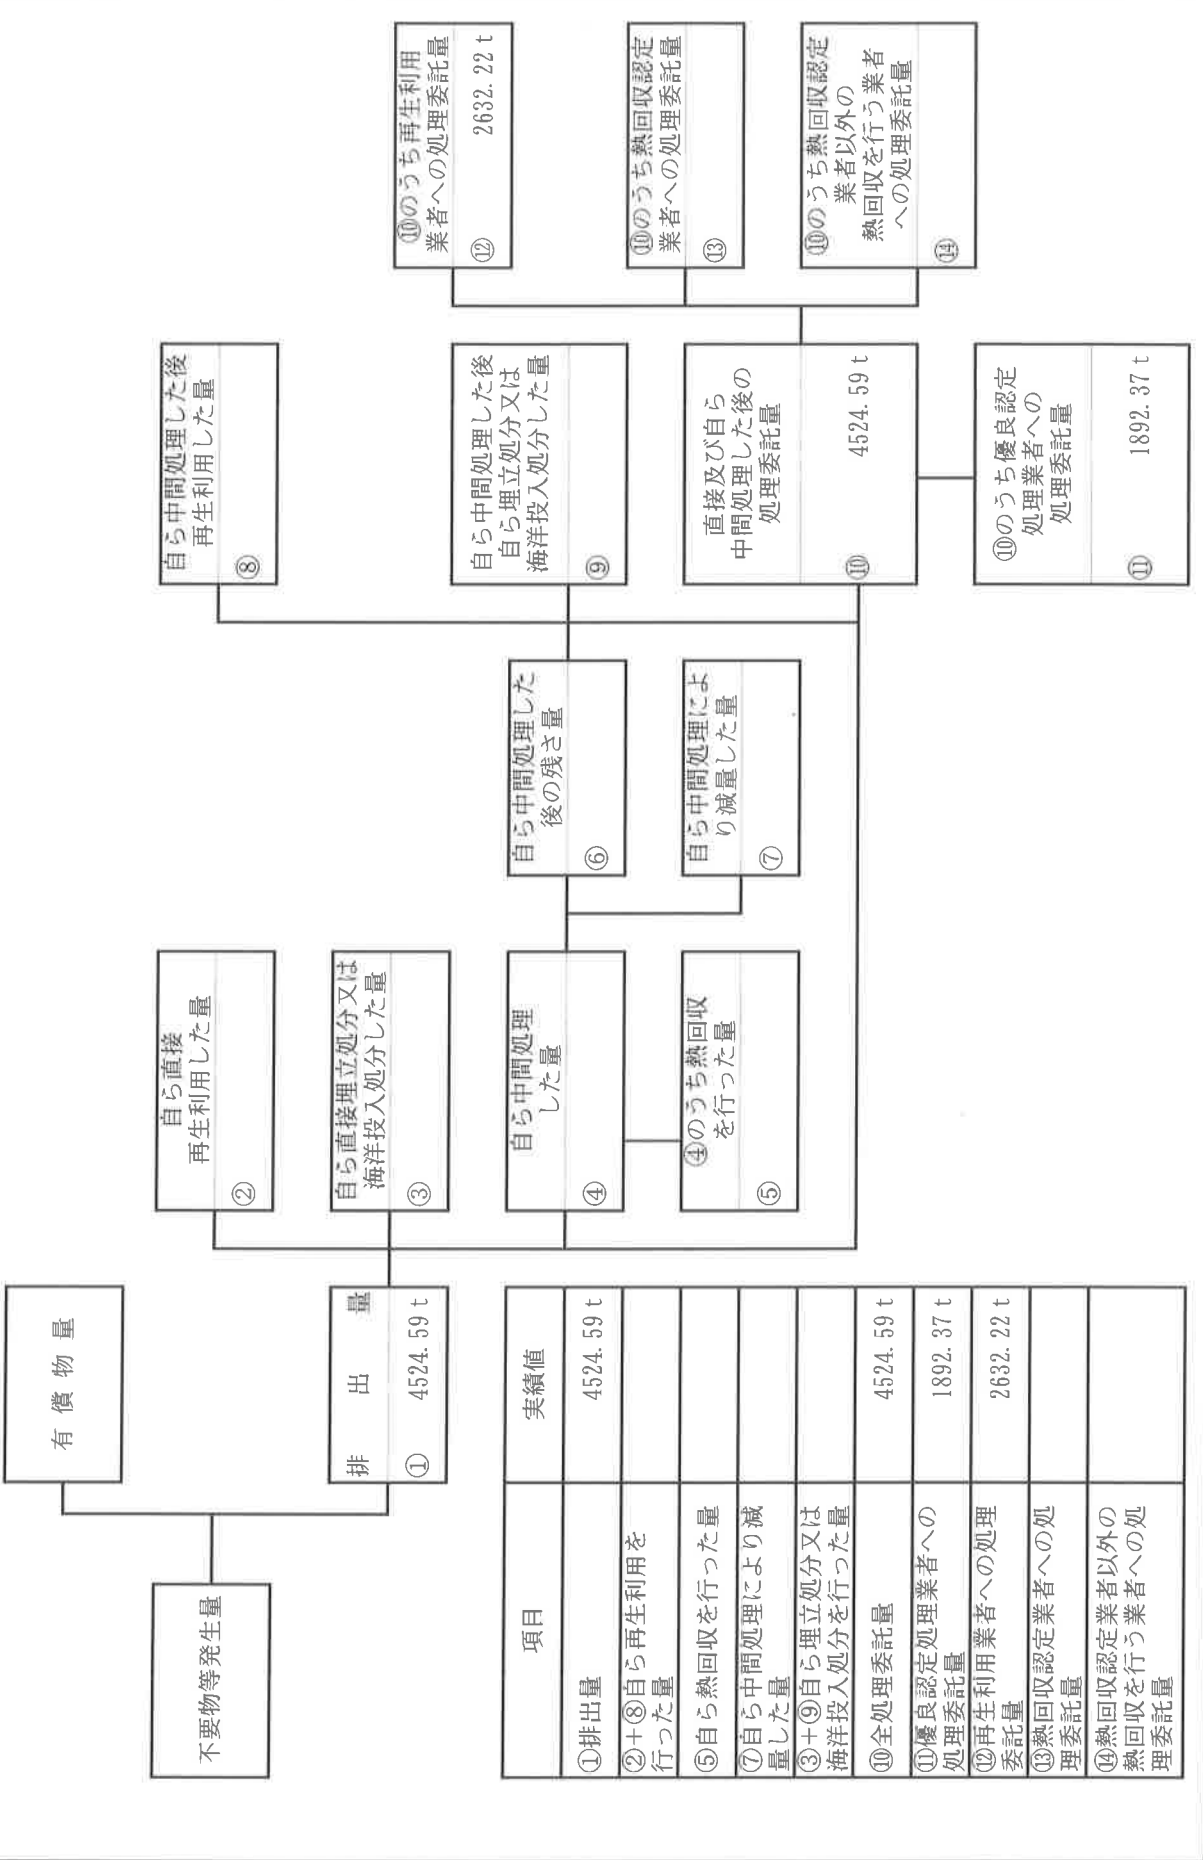 有償物量
不要物等発生量
排出量
① 4524.59 t
自ら直接
再生利用した量
②
自ら直接埋立処分又は
海洋投入処分した量
③
自ら中間処理
した量
④
④のうち熱回収
を行った量
⑤
自ら中間処理した
後の残さ量
⑥
自ら中間処理によ
り減量した量
⑦
自ら中間処理した後
再生利用した量
⑧
自ら中間処理した後
自ら埋立処分又は
海洋投入処分した量
⑨
直接及び自ら
中間処理した後の
処理委託量
⑩ 4524.59 t
⑩のうち優良認定
処理業者への
処理委託量
⑪ 1892.37 t
⑩のうち再生利用
業者への処理委託量
⑫ 2632.22 t
⑩のうち熱回収認定
業者への処理委託量
⑬
⑩のうち熱回収認定
業者以外の
熱回収を行う業者
への処理委託量
⑭
項目 実績値
①排出量 4524.59 t
②+⑧自ら再生利用を
行った量
⑤自ら熱回収を行った量
⑦自ら中間処理により減
量した量
③+⑨自ら埋立処分又は
海洋投入処分を行った量
⑩全処理委託量 4524.59 t
⑪優良認定処理業者への
処理委託量 1892.37 t
⑫再生利用業者への処理
委託量 2632.22 t
⑬熱回収認定業者への処
理委託量
⑭熱回収認定業者以外の
熱回収を行う業者への処
理委託量